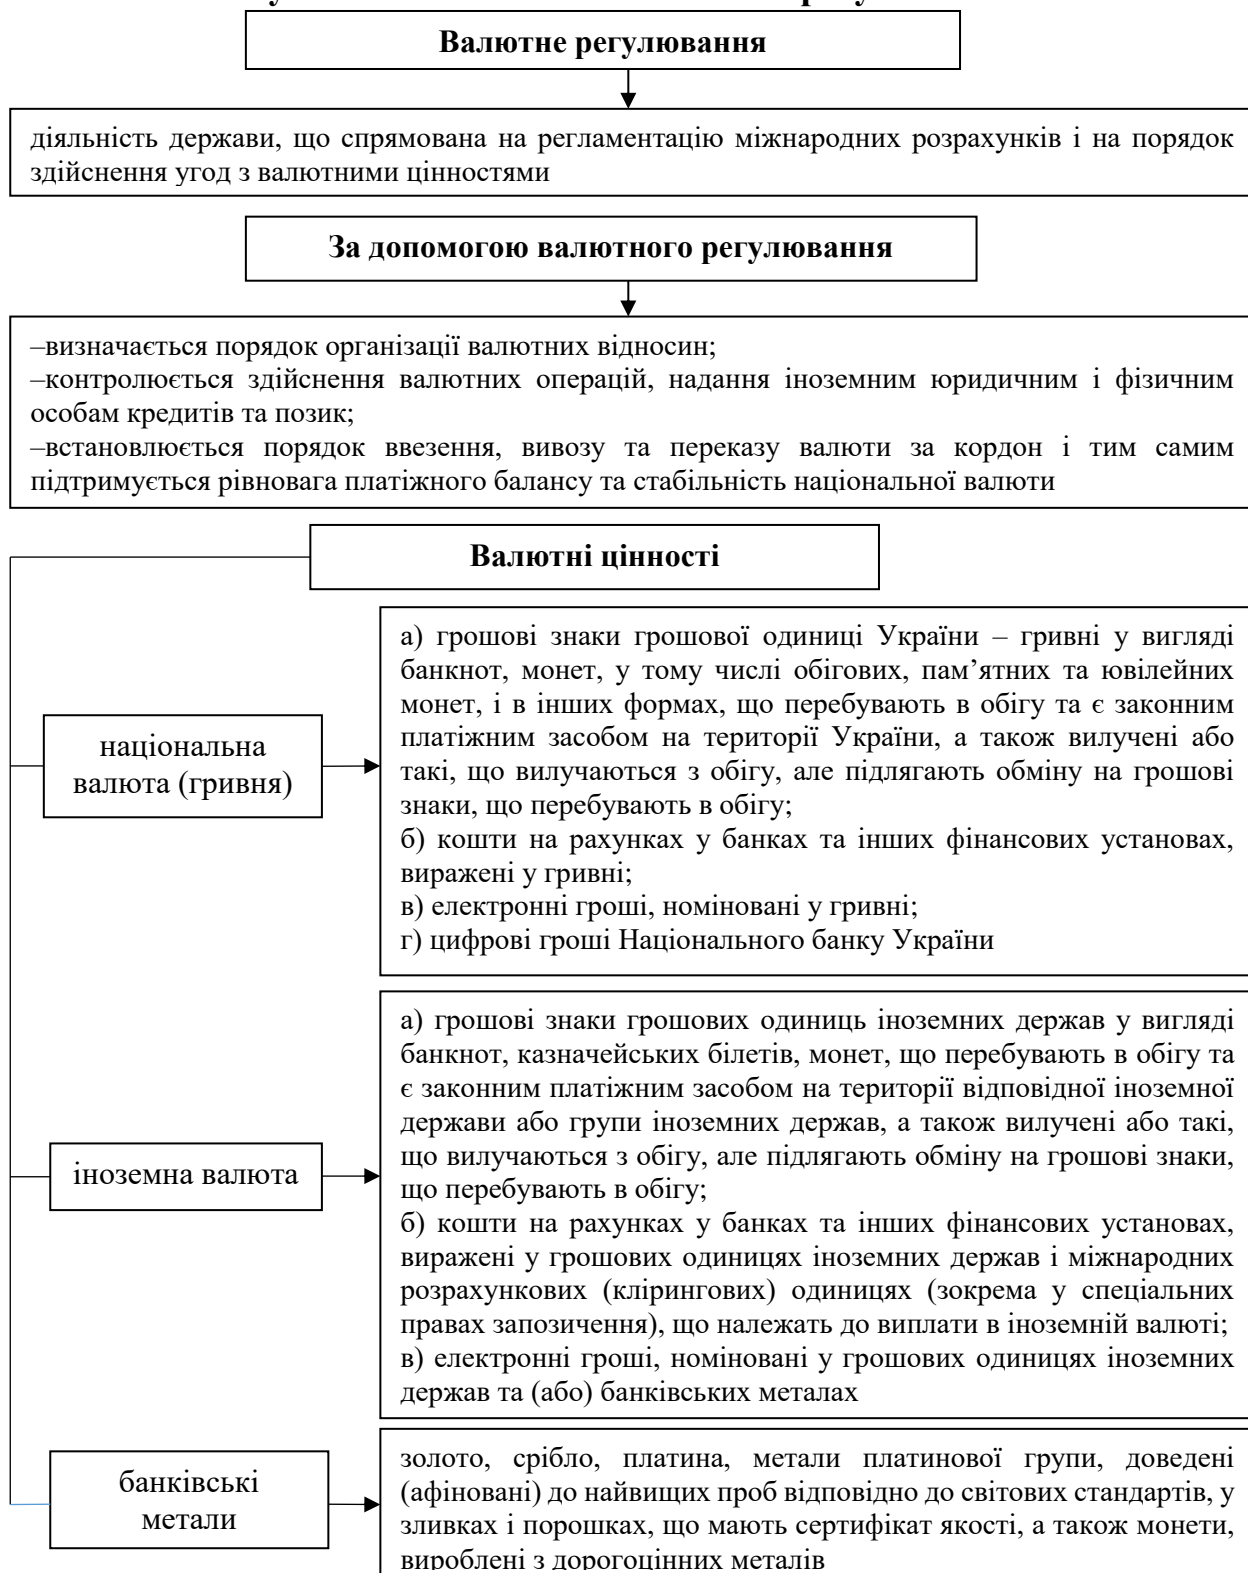 Валютне регулювання
діяльність держави, що спрямована на регламентацію міжнародних розрахунків і на порядок
здійснення угод з валютними цінностями
За допомогою валютного регулювання
–визначається порядок організації валютних відносин;
–контролюється здійснення валютних операцій, надання іноземним юридичним і фізичним
особам кредитів та позик;
–встановлюється порядок ввезення, вивозу та переказу валюти за кордон і тим самим
підтримується рівновага платіжного балансу та стабільність національної валюти
Валютні цінності
національна
валюта (гривня)
а) грошові знаки грошової одиниці України – гривні у вигляді
банкнот, монет, у тому числі обігових, пам’ятних та ювілейних
монет, і в інших формах, що перебувають в обігу та є законним
платіжним засобом на території України, а також вилучені або
такі, що вилучаються з обігу, але підлягають обміну на грошові
знаки, що перебувають в обігу;
б) кошти на рахунках у банках та інших фінансових установах,
виражені у гривні;
в) електронні гроші, номіновані у гривні;
г) цифрові гроші Національного банку України
іноземна валюта
а) грошові знаки грошових одиниць іноземних держав у вигляді
банкнот, казначейських білетів, монет, що перебувають в обігу та
є законним платіжним засобом на території відповідної іноземної
держави або групи іноземних держав, а також вилучені або такі,
що вилучаються з обігу, але підлягають обміну на грошові знаки,
що перебувають в обігу;
б) кошти на рахунках у банках та інших фінансових установах,
виражені у грошових одиницях іноземних держав і міжнародних
розрахункових (клірингових) одиницях (зокрема у спеціальних
правах запозичення), що належать до виплати в іноземній валюті;
в) електронні гроші, номіновані у грошових одиницях іноземних
держав та (або) банківських металах
банківські
метали
золото, срібло, платина, метали платинової групи, доведені
(афіновані) до найвищих проб відповідно до світових стандартів, у
зливках і порошках, що мають сертифікат якості, а також монети,
вироблені з дорогоцінних металів